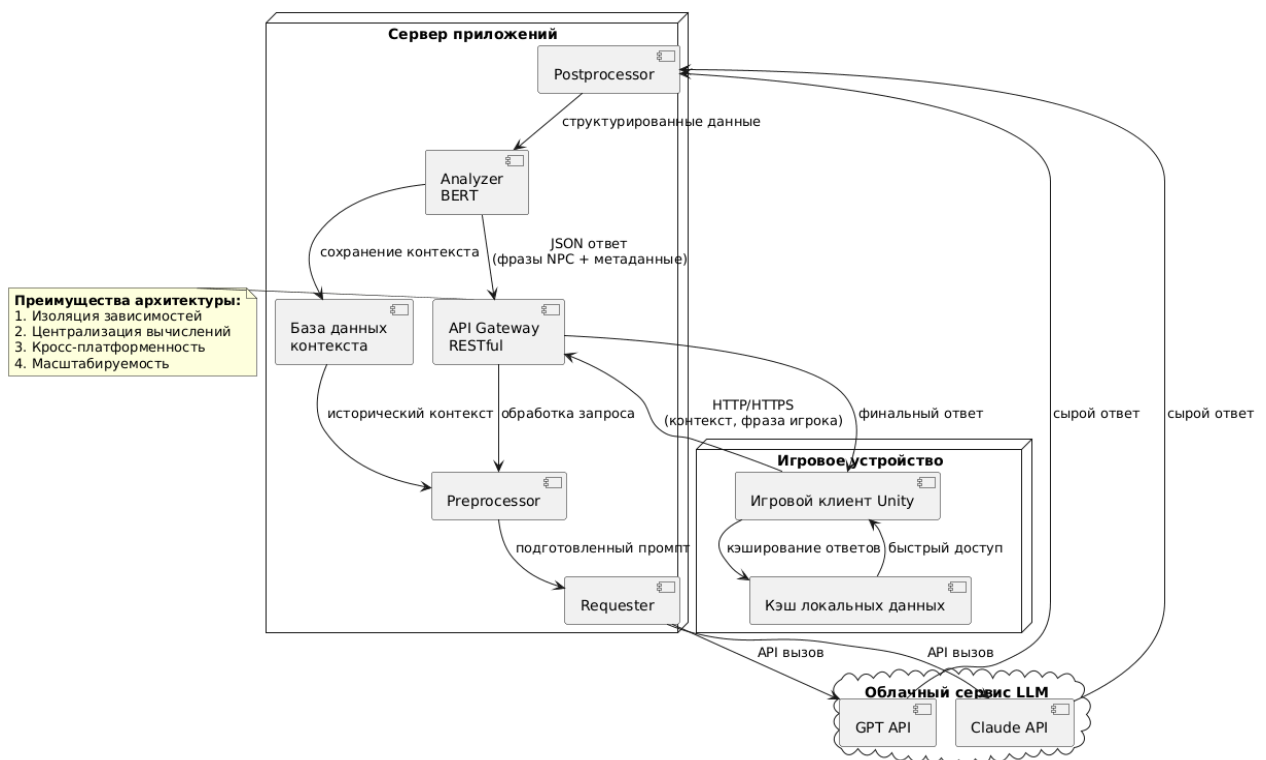 Сервер приложений
Postprocessor
структурированные данные
Analyzer
BERT
сохранение контекста
JSON ответ
(фразы NPC + метаданные)
Преимущества архитектуры:
1. Изоляция зависимостей
2. Централизация вычислений
3. Кросс-платформенность
4. Масштабируемость
База данных
контекста
API Gateway
RESTful
исторический контекст
обработка запроса
HTTP/HTTPS
(контекст, фраза игрока)
финальный ответ
сырой ответ
сырой ответ
Игровое устройство
Preprocessor
Игровой клиент Unity
подготовленный промпт
кэширование ответов
быстрый доступ
Requester
Кэш локальных данных
API вызов
API вызов
Облачный сервис LLM
GPT API
Claude API